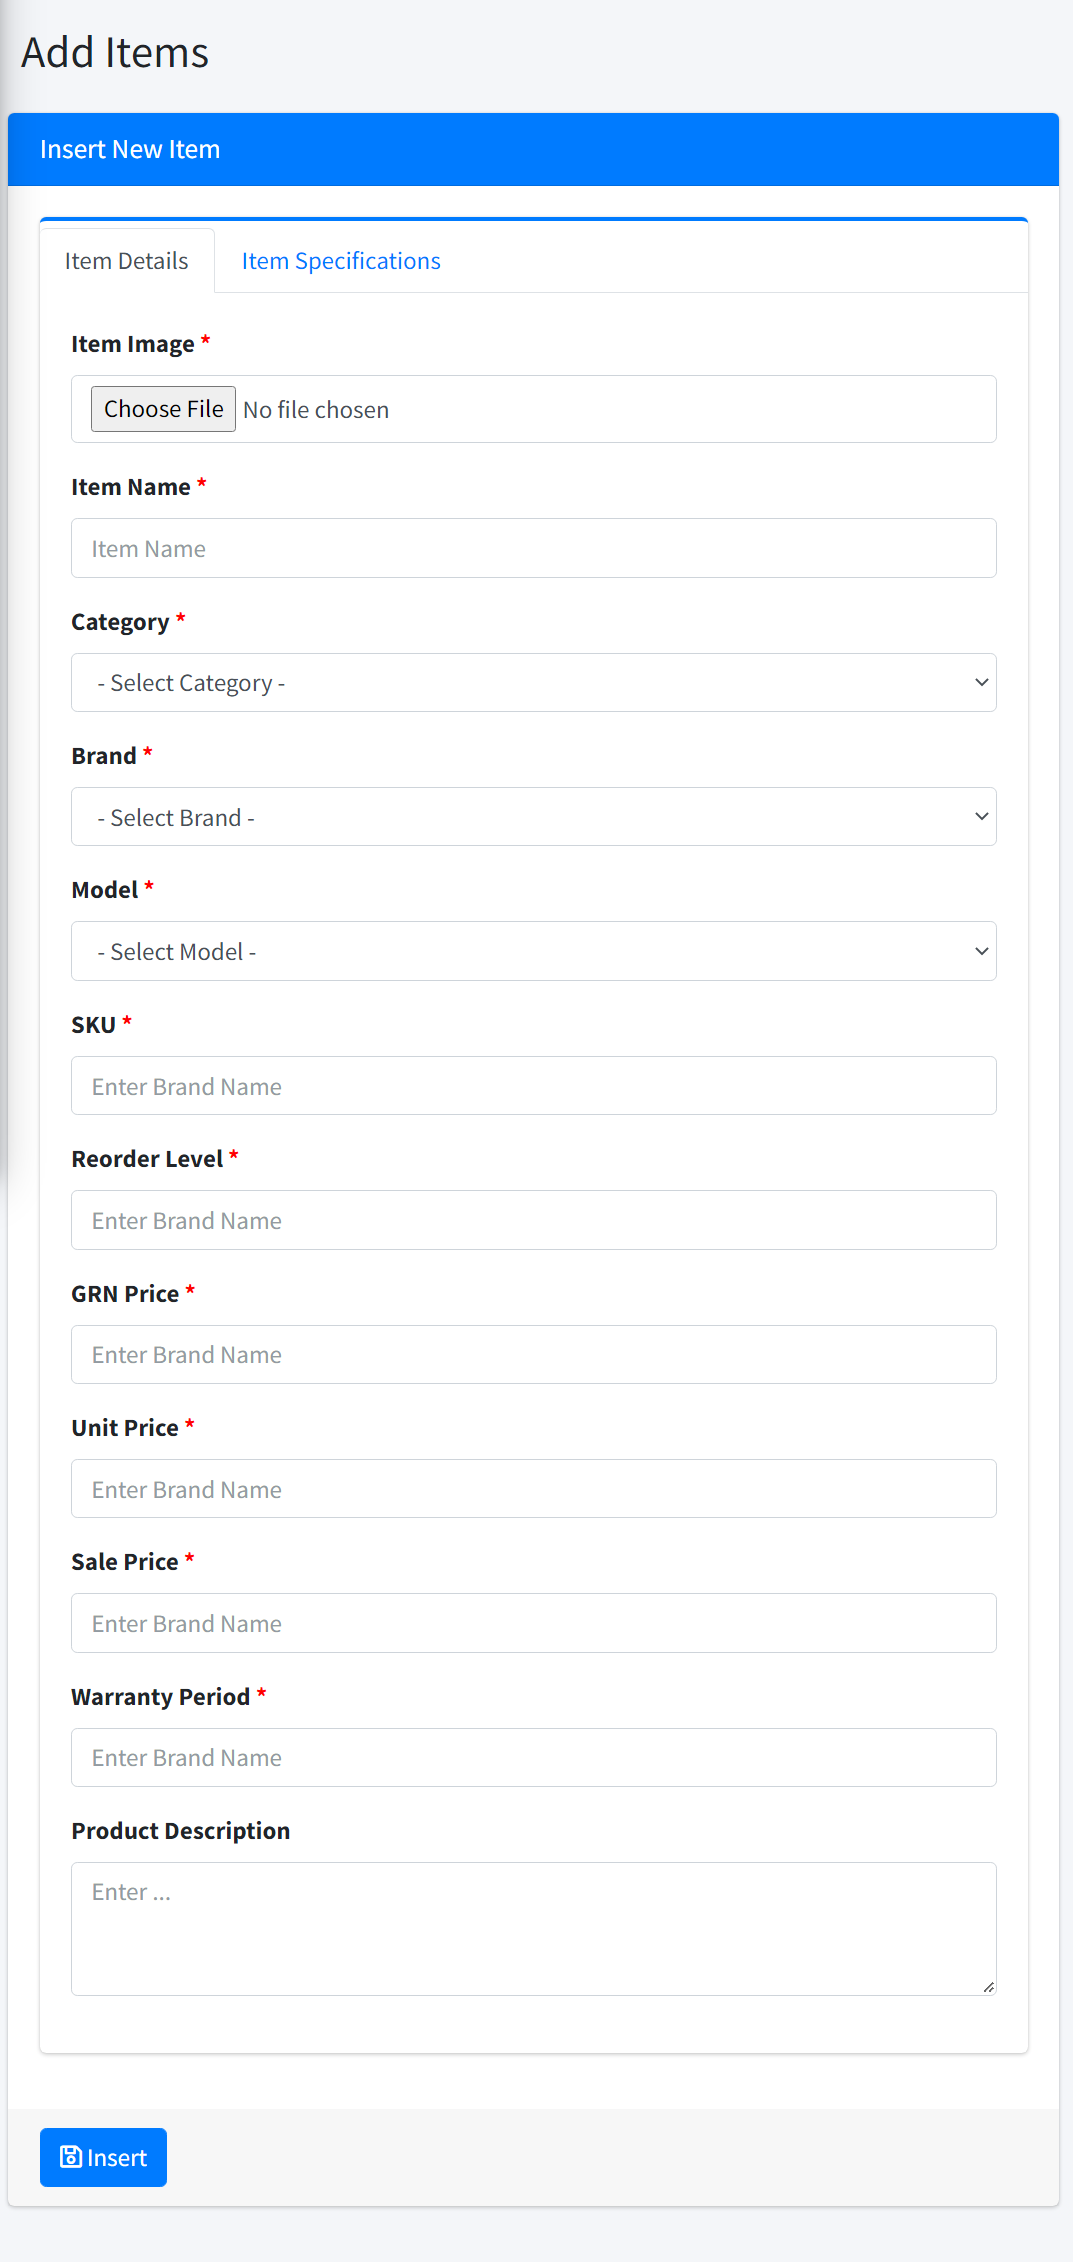 Add Items
Insert New Item
Item Details
Item Specifications
Item Image *
Choose File No file chosen
Item Name *
Item Name
Category *
- Select Category -
Brand *
- Select Brand -
Model *
- Select Model -
SKU *
Enter Brand Name
Reorder Level *
Enter Brand Name
GRN Price *
Enter Brand Name
Unit Price *
Enter Brand Name
Sale Price *
Enter Brand Name
Warranty Period *
Enter Brand Name
Product Description
Enter ...
Insert